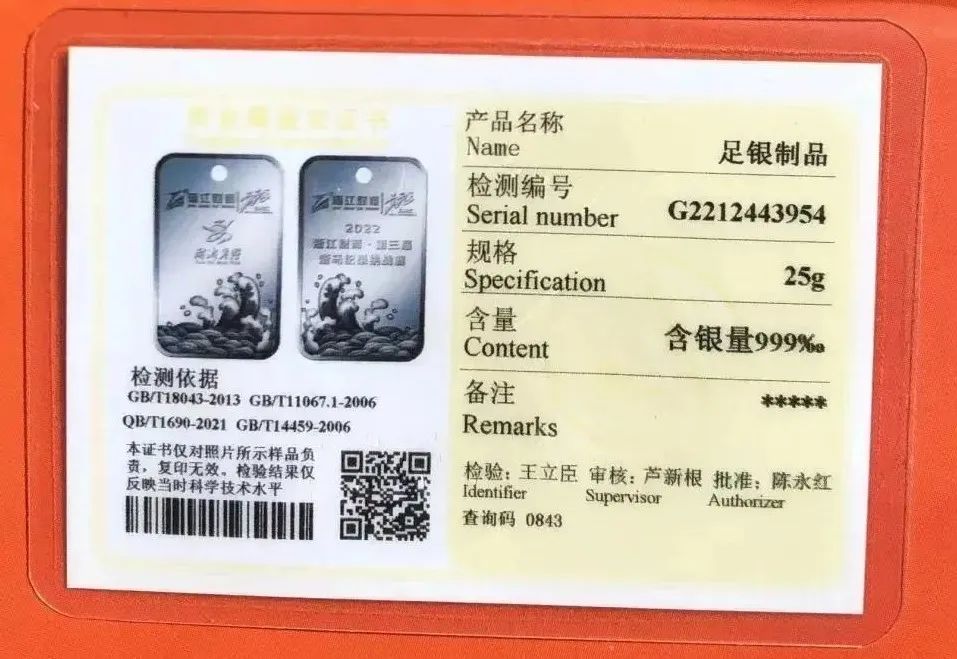 2022
检测依据
GB/T18043-2013 GB/T11067.1-2006
QB/T1690-2021 GB/T14459-2006
本证书仅对照片所示样品负
责，复印无效。检验结果仅
反映当时科学技术水平
产品名称
Name
足银制品
检测编号
Serial number
G2212443954
规格
Specification
25g
含量
Content
含银量999‰
备注
Remarks
*****
检验：王立臣 审核：芦新根 批准：陈永红
Identifier Supervisor Authorizer
查询码 0843